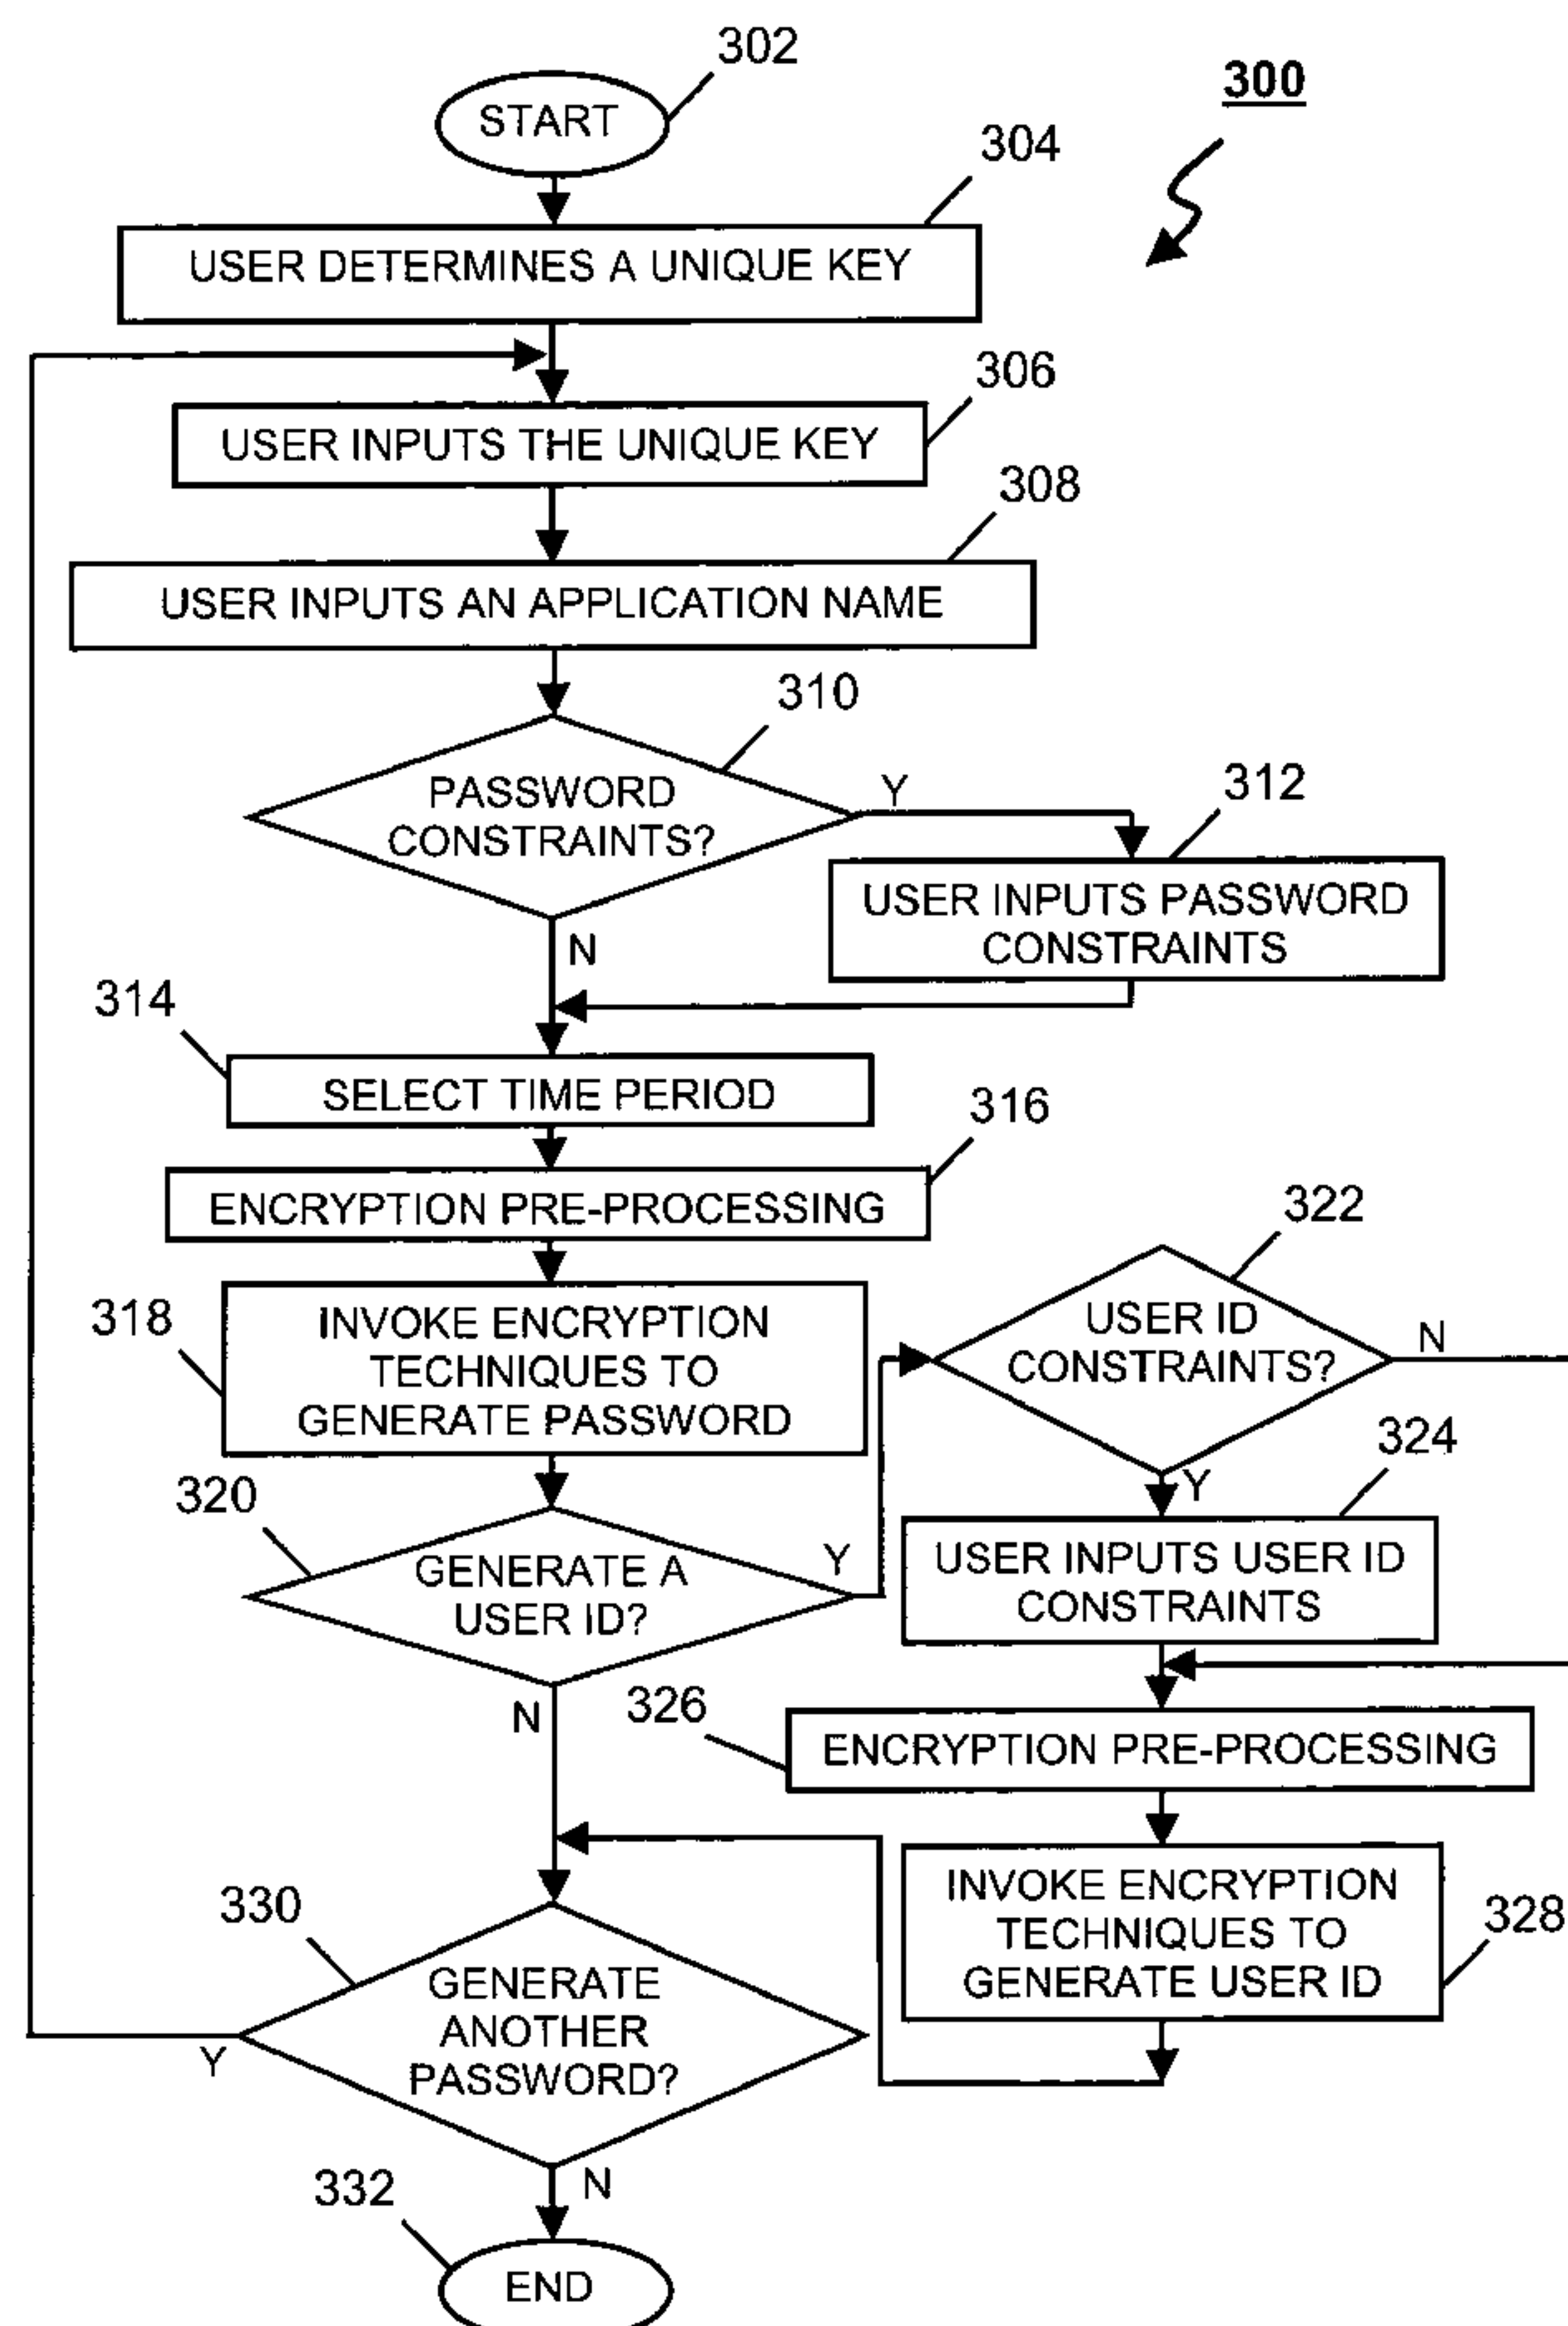 302
START
300
304
USER DETERMINES A UNIQUE KEY
306
USER INPUTS THE UNIQUE KEY
308
USER INPUTS AN APPLICATION NAME
310
PASSWORD
CONSTRAINTS?
Y
312
USER INPUTS PASSWORD
CONSTRAINTS
N
314
SELECT TIME PERIOD
316
ENCRYPTION PRE-PROCESSING
318
INVOKE ENCRYPTION
TECHNIQUES TO
GENERATE PASSWORD
320
GENERATE A
USER ID?
Y
322
USER ID
CONSTRAINTS?
N
Y
324
USER INPUTS USER ID
CONSTRAINTS
N
326
ENCRYPTION PRE-PROCESSING
328
INVOKE ENCRYPTION
TECHNIQUES TO
GENERATE USER ID
330
GENERATE
ANOTHER
PASSWORD?
Y
N
332
END